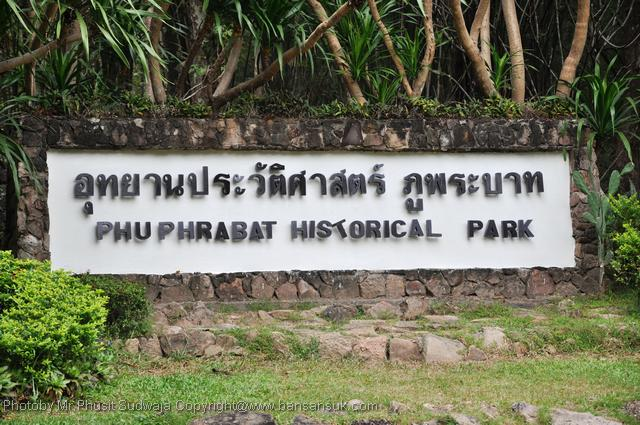 อุทยานประวัติศาสตร์ ภูพระบาท
PHU PHRABAT HISTORICAL PARK
Photoby Mr.Phusit Sudwaja Copyright@www.bansansuk.com